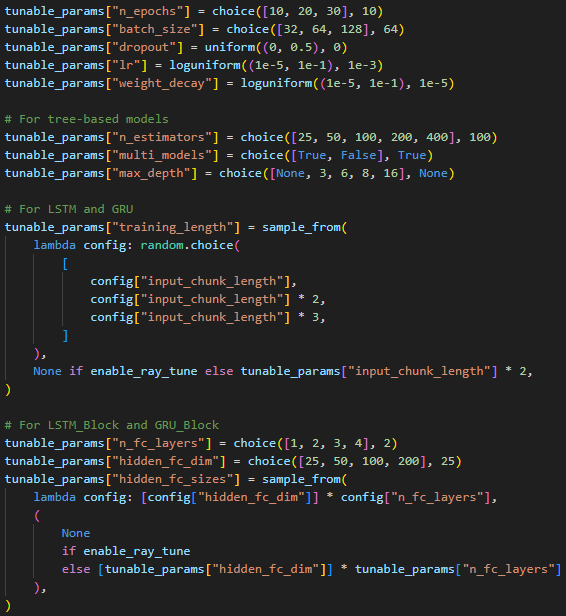 tunable_params["n_epochs"] = choice([10, 20, 30], 10)
tunable_params["batch_size"] = choice([32, 64, 128], 64)
tunable_params["dropout"] = uniform((0, 0.5), 0)
tunable_params["lr"] = loguniform((1e-5, 1e-1), 1e-3)
tunable_params["weight_decay"] = loguniform((1e-5, 1e-1), 1e-5)

# For tree-based models
tunable_params["n_estimators"] = choice([25, 50, 100, 200, 400], 100)
tunable_params["multi_models"] = choice([True, False], True)
tunable_params["max_depth"] = choice([None, 3, 6, 8, 16], None)

# For LSTM and GRU
tunable_params["training_length"] = sample_from(
    lambda config: random.choice(
        [
            config["input_chunk_length"],
            config["input_chunk_length"] * 2,
            config["input_chunk_length"] * 3,
        ]
    ),
    None if enable_ray_tune else tunable_params["input_chunk_length"] * 2,
)

# For LSTM_Block and GRU_Block
tunable_params["n_fc_layers"] = choice([1, 2, 3, 4], 2)
tunable_params["hidden_fc_dim"] = choice([25, 50, 100, 200], 25)
tunable_params["hidden_fc_sizes"] = sample_from(
    lambda config: [config["hidden_fc_dim"]] * config["n_fc_layers"],
    (
        None
        if enable_ray_tune
        else [tunable_params["hidden_fc_dim"]] * tunable_params["n_fc_layers"]
    ),
)